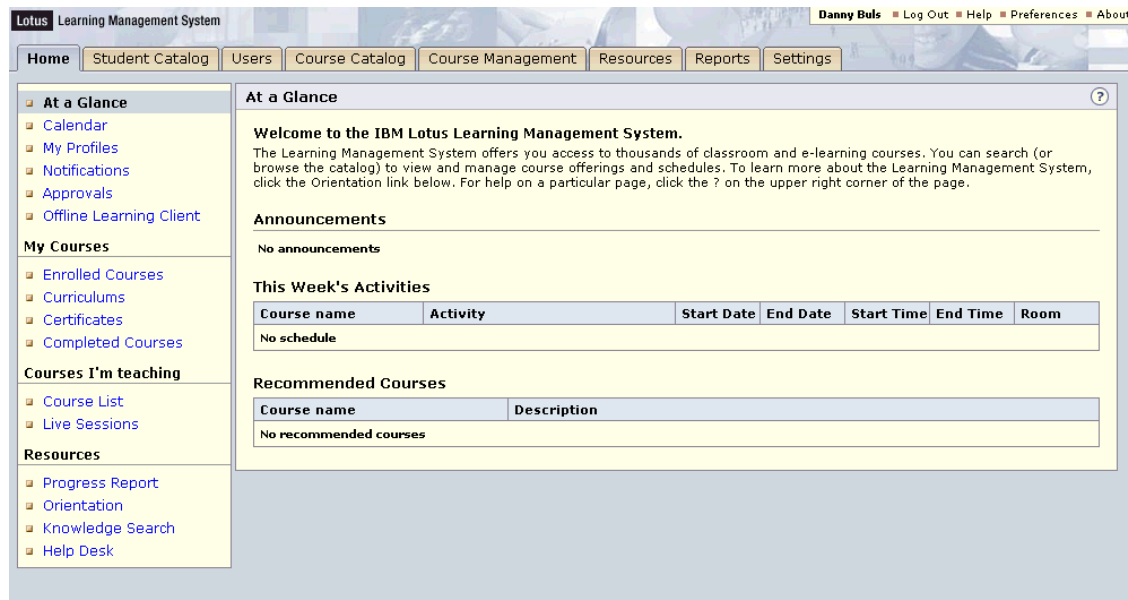 Lotus Learning Management System
Danny Buls Log Out Help Preferences About
Home Student Catalog Users Course Catalog Course Management Resources Reports Settings
At a Glance
Calendar
My Profiles
Notifications
Approvals
Offline Learning Client
My Courses
Enrolled Courses
Curriculums
Certificates
Completed Courses
Courses I'm teaching
Course List
Live Sessions
Resources
Progress Report
Orientation
Knowledge Search
Help Desk
At a Glance ?
Welcome to the IBM Lotus Learning Management System.
The Learning Management System offers you access to thousands of classroom and e-learning courses. You can search (or
browse the catalog) to view and manage course offerings and schedules. To learn more about the Learning Management System,
click the Orientation link below. For help on a particular page, click the ? on the upper right corner of the page.
Announcements
No announcements
This Week's Activities
Course name Activity Start Date End Date Start Time End Time Room
No schedule
Recommended Courses
Course name Description
No recommended courses